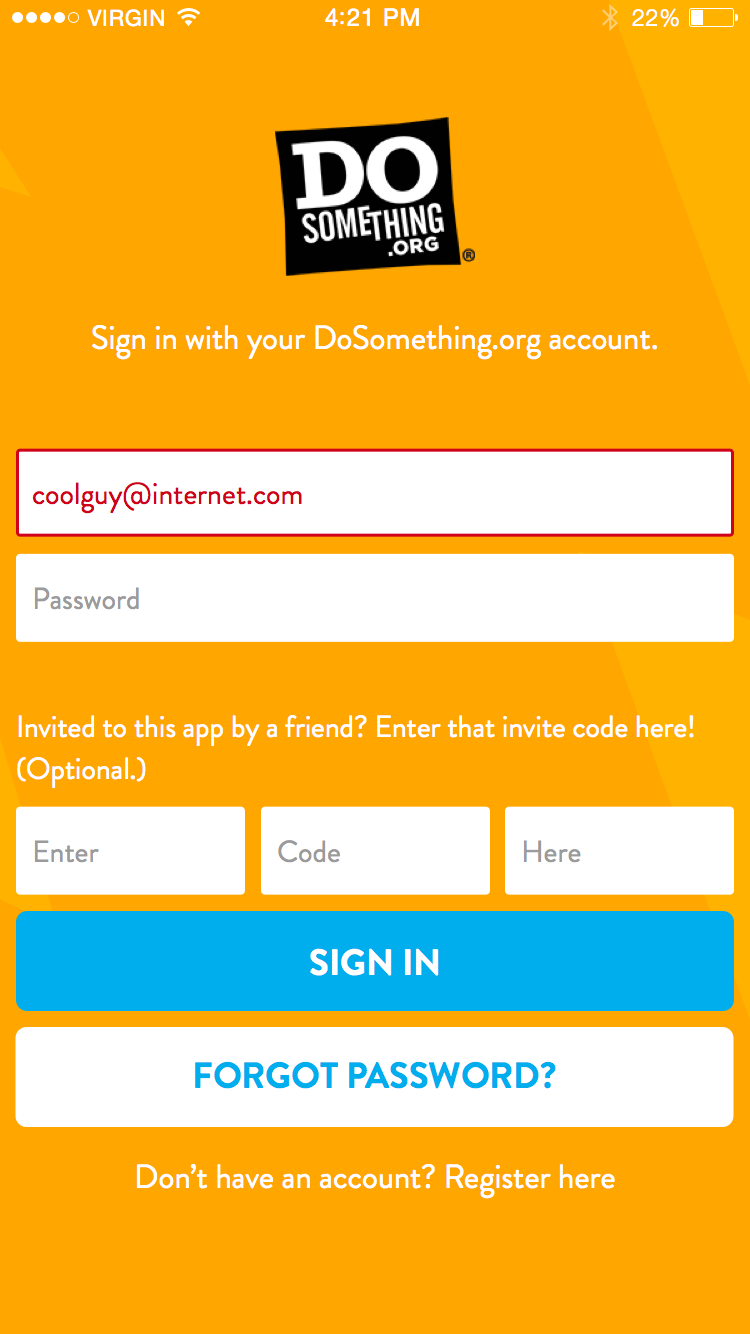 VIRGIN 4:21 PM 22%
DO
SOMETHING
.ORG ®
Sign in with your DoSomething.org account.
coolguy@internet.com
Password
Invited to this app by a friend? Enter that invite code here!
(Optional.)
Enter Code Here
SIGN IN
FORGOT PASSWORD?
Don’t have an account? Register here